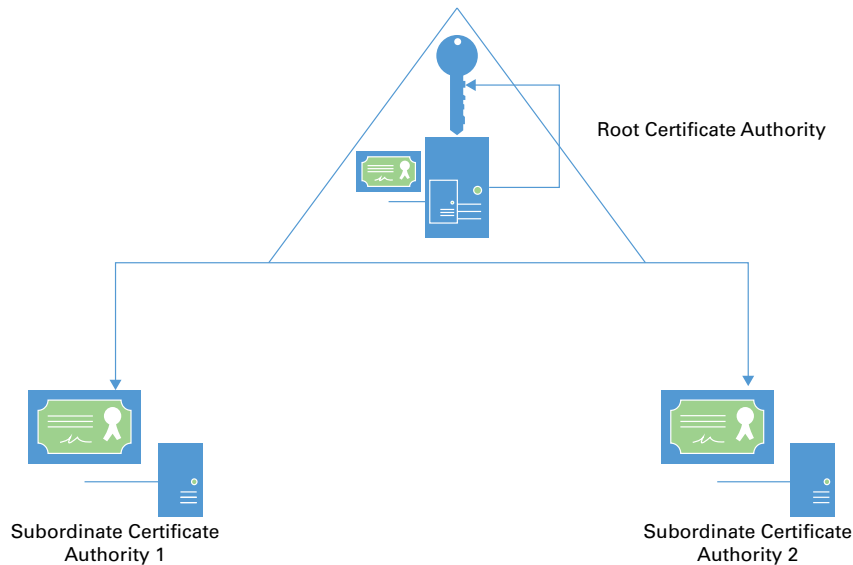 Root Certificate Authority
Subordinate Certificate
Authority 1
Subordinate Certificate
Authority 2